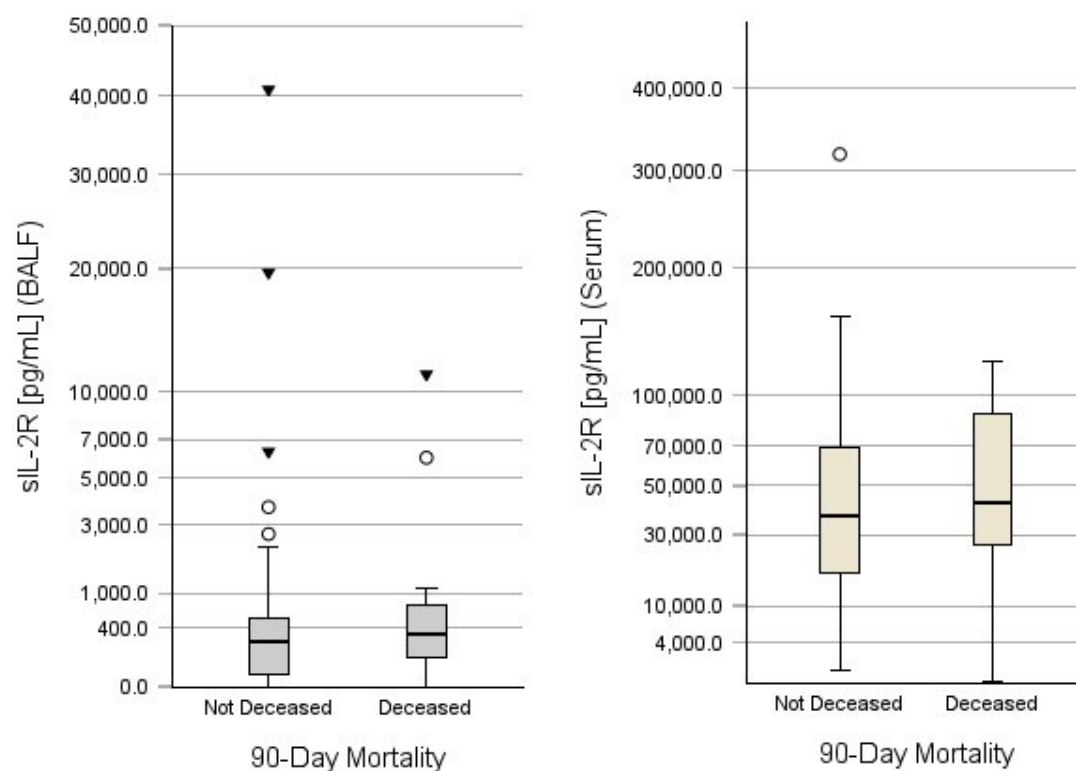 sIL-2R [pg/mL] (BALF)
50,000.0
40,000.0
30,000.0
20,000.0
10,000.0
7,000.0
5,000.0
3,000.0
1,000.0
400.0
0.0
Not Deceased
Deceased
90-Day Mortality
sIL-2R [pg/mL] (Serum)
400,000.0
300,000.0
200,000.0
100,000.0
70,000.0
50,000.0
30,000.0
10,000.0
4,000.0
Not Deceased
Deceased
90-Day Mortality